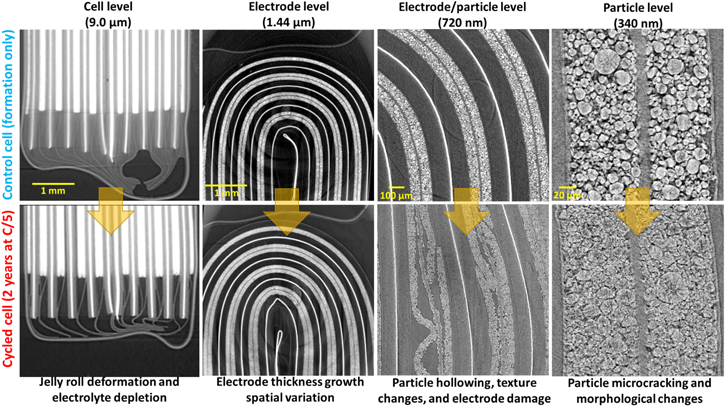 Cell level
(9.0 µm)
Electrode level
(1.44 µm)
Electrode/particle level
(720 nm)
Particle level
(340 nm)
Control cell (formation only)
1 mm
1 mm
100 µm
20 µm
Cycled cell (2 years at C/5)
Jelly roll deformation and
electrolyte depletion
Electrode thickness growth
spatial variation
Particle hollowing, texture
changes, and electrode damage
Particle microcracking and
morphological changes